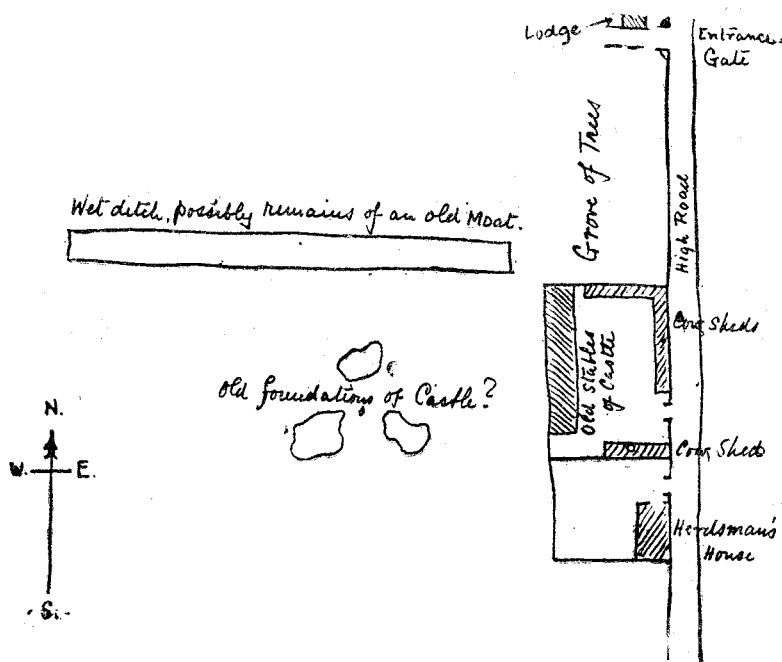 Lodge
Entrance
Gate
Grove of Trees
High Road
Wet ditch, possibly remains of an old Moat.
Cow Sheds
Old Stables
of Castle
Old foundations of Castle?
N.
W. E.
S.
Cow Sheds
Herdsman's
House